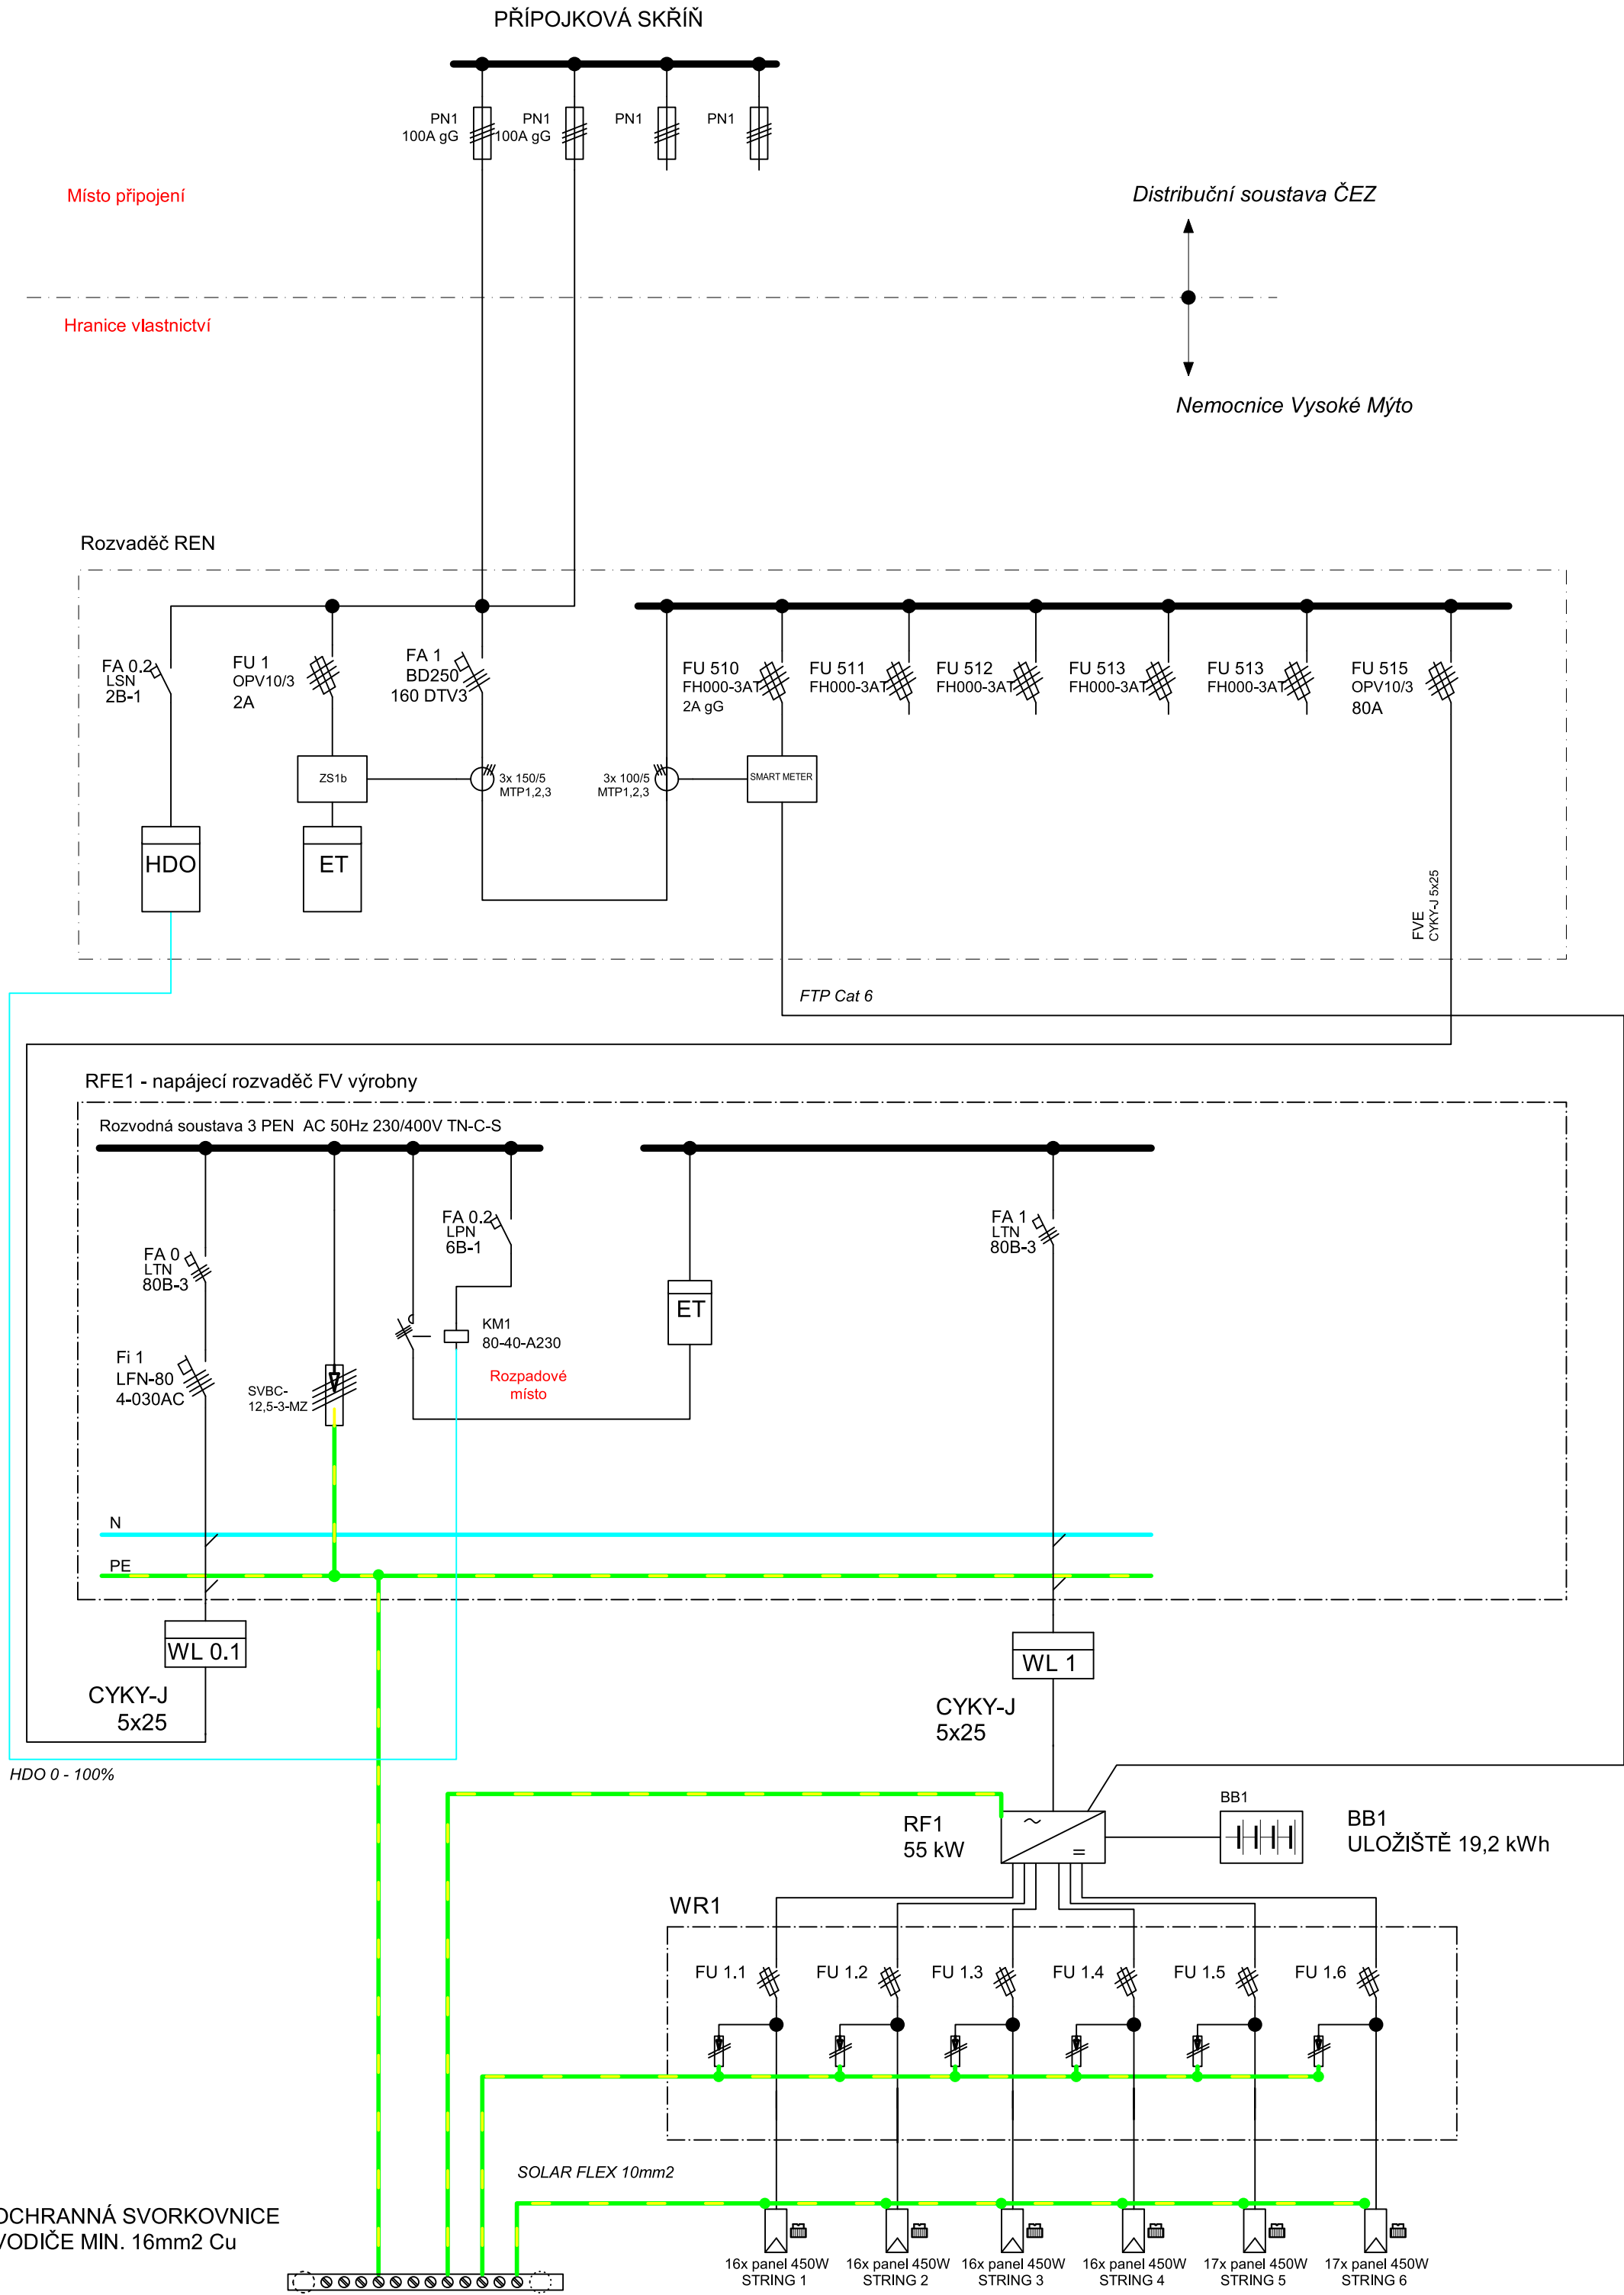 PŘÍPOJKOVÁ SKŘÍŇ
PN1
100A gG
PN1
100A gG
PN1
PN1
Místo připojení
Distribuční soustava ČEZ
Hranice vlastnictví
Nemocnice Vysoké Mýto
Rozvaděč REN
FA 0.2
LSN
2B-1
FU 1
OPV10/3
2A
FA 1
BD250
160 DTV3
FU 510
FH000-3AT
2A gG
FU 511
FH000-3AT
FU 512
FH000-3AT
FU 513
FH000-3AT
FU 513
FH000-3AT
FU 515
OPV10/3
80A
ZS1b
3x 150/5
MTP1,2,3
3x 100/5
MTP1,2,3
SMART METER
HDO
ET
FVE
CYKY-J 5x25
FTP Cat 6
RFE1 - napájecí rozvaděč FV výrobny
Rozvodná soustava 3 PEN AC 50Hz 230/400V TN-C-S
FA 0
LTN
80B-3
FA 0.2
LPN
6B-1
FA 1
LTN
80B-3
ET
KM1
80-40-A230
Rozpadové
místo
Fi 1
LFN-80
4-030AC
SVBC-
12,5-3-MZ
N
PE
WL 0.1
WL 1
CYKY-J
5x25
CYKY-J
5x25
HDO 0 - 100%
RF1
55 kW
BB1
BB1
ULOŽIŠTĚ 19,2 kWh
WR1
FU 1.1
FU 1.2
FU 1.3
FU 1.4
FU 1.5
FU 1.6
SOLAR FLEX 10mm2
OCHRANNÁ SVORKOVNICE
VODIČE MIN. 16mm2 Cu
16x panel 450W
STRING 1
16x panel 450W
STRING 2
16x panel 450W
STRING 3
16x panel 450W
STRING 4
17x panel 450W
STRING 5
17x panel 450W
STRING 6